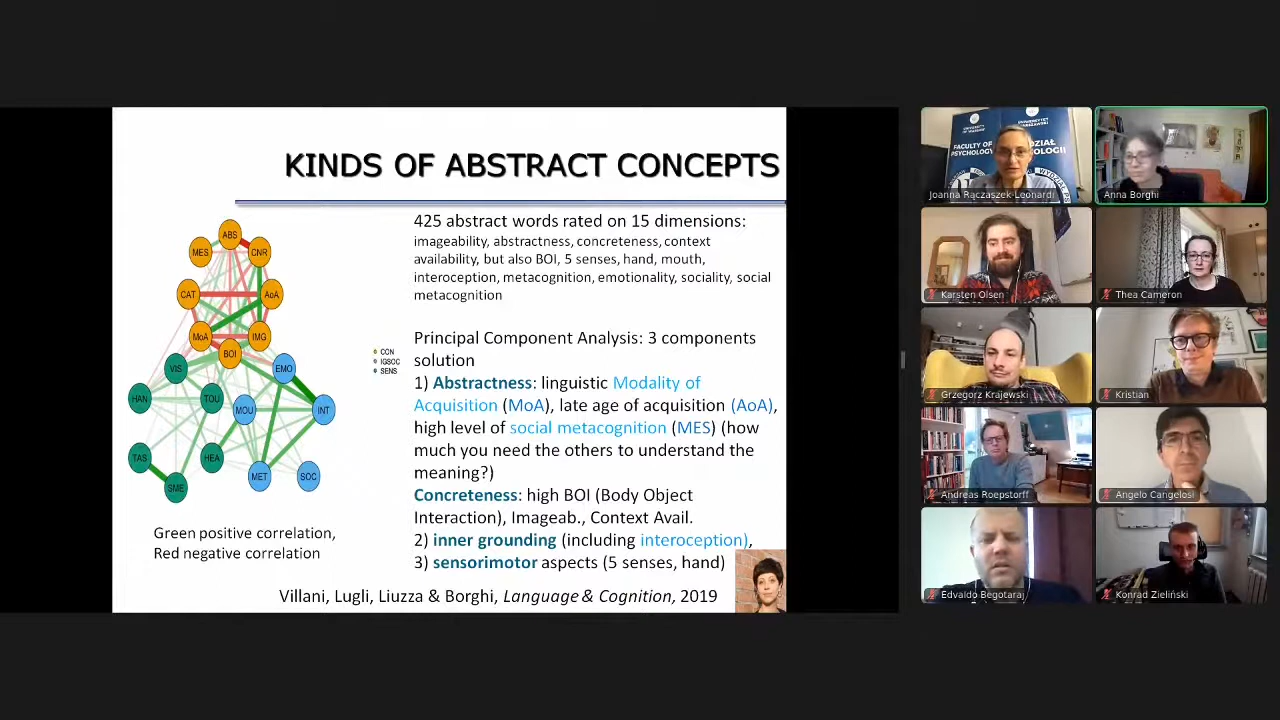 KINDS OF ABSTRACT CONCEPTS
425 abstract words rated on 15 dimensions:
imageability, abstractness, concreteness, context
availability, but also BOI, 5 senses, hand, mouth,
interoception, metacognition, emotionality, sociality, social
metacognition
Principal Component Analysis: 3 components
solution
1) Abstractness: linguistic Modality of
Acquisition (MoA), late age of acquisition (AoA),
high level of social metacognition (MES) (how
much you need the others to understand the
meaning?)
Concreteness: high BOI (Body Object
Interaction), Imageab., Context Avail.
2) inner grounding (including interoception),
3) sensorimotor aspects (5 senses, hand)
ABS
MES
CNR
CAT
AoA
MoA
IMG
BOI
VIS
EMO
HAN
TOU
MOU
INT
TAS
HEA
SME
MET
SOC
CON
IGSOC
SENS
Green positive correlation,
Red negative correlation
Villani, Lugli, Liuzza & Borghi, Language & Cognition, 2019
FACULTY OF
PSYCHOLOGY
Joanna Rączaszek-Leonardi
Anna Borghi
Karsten Olsen
Thea Cameron
Grzegorz Krajewski
Kristian
Andreas Roepstorff
Angelo Cangelosi
Edvaldo Begotaraj
Konrad Zieliński